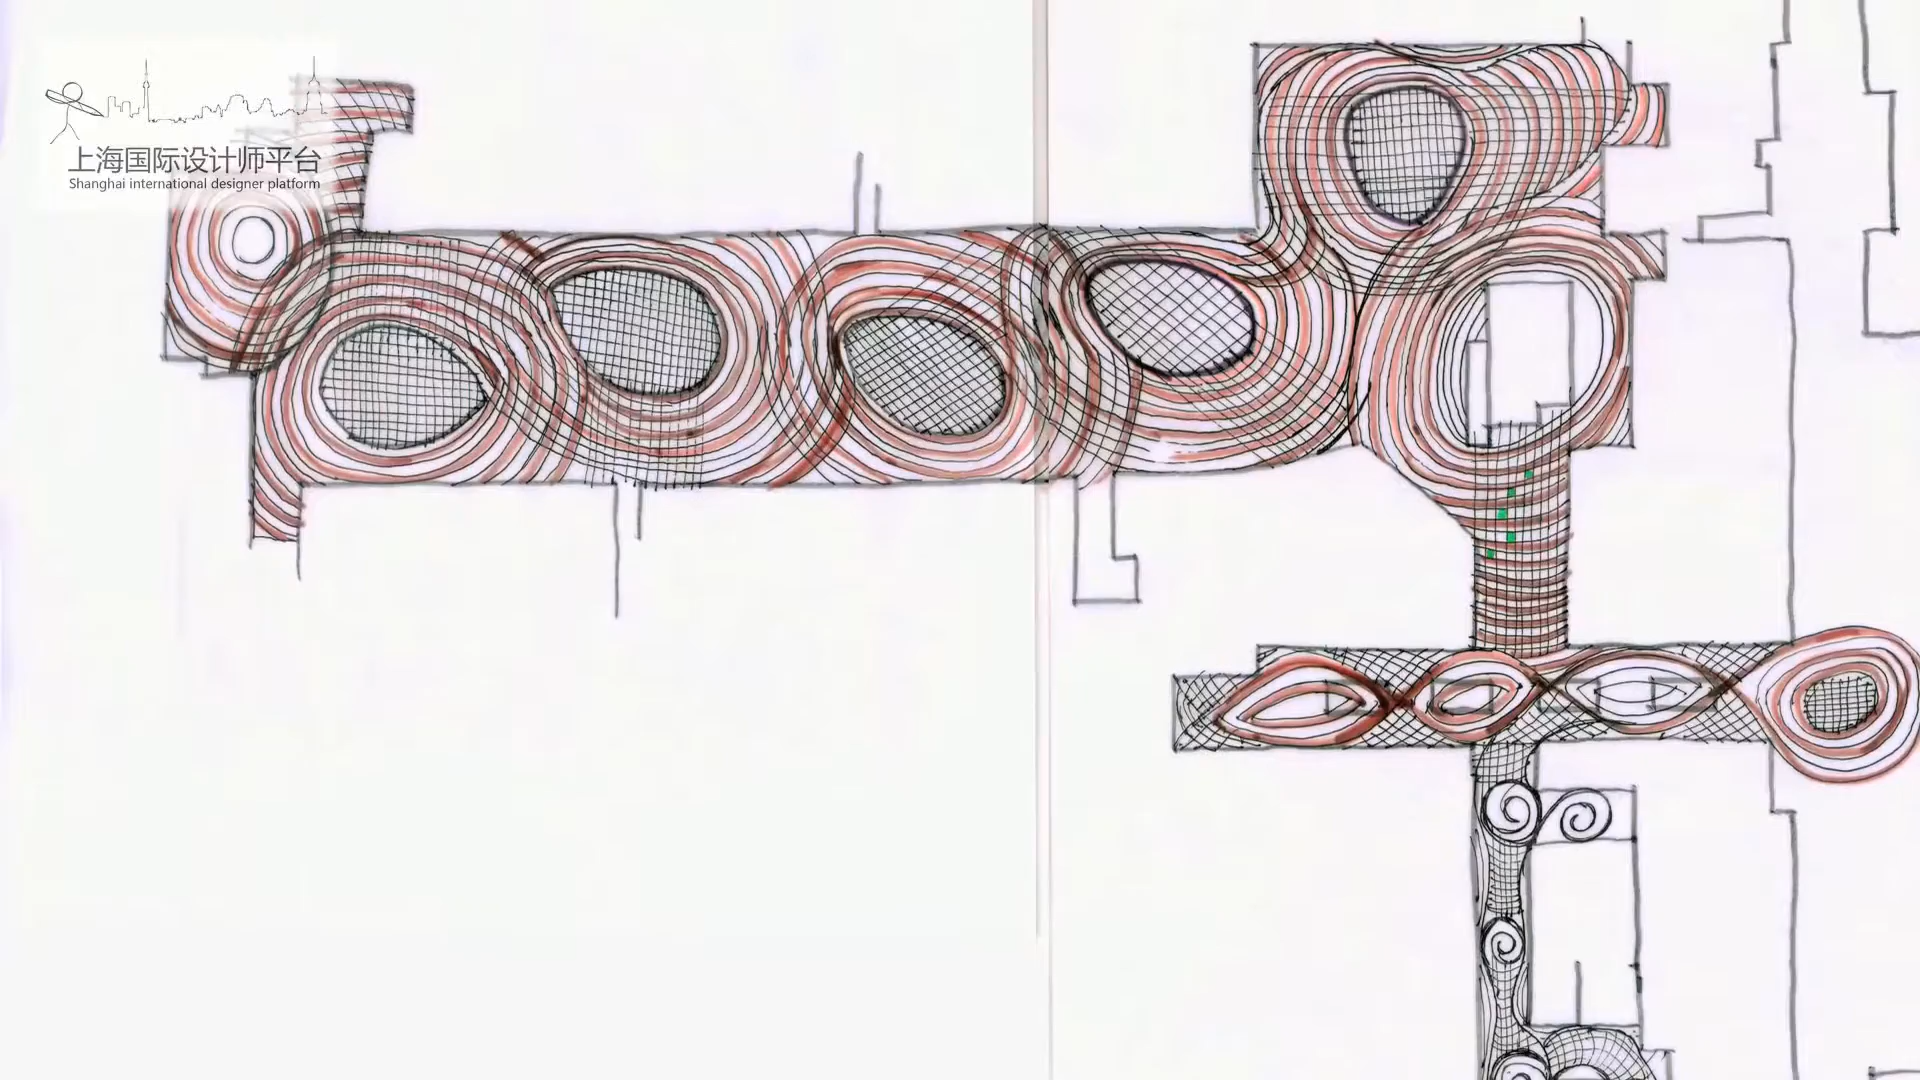 上海国际设计师平台
Shanghai international designer platform